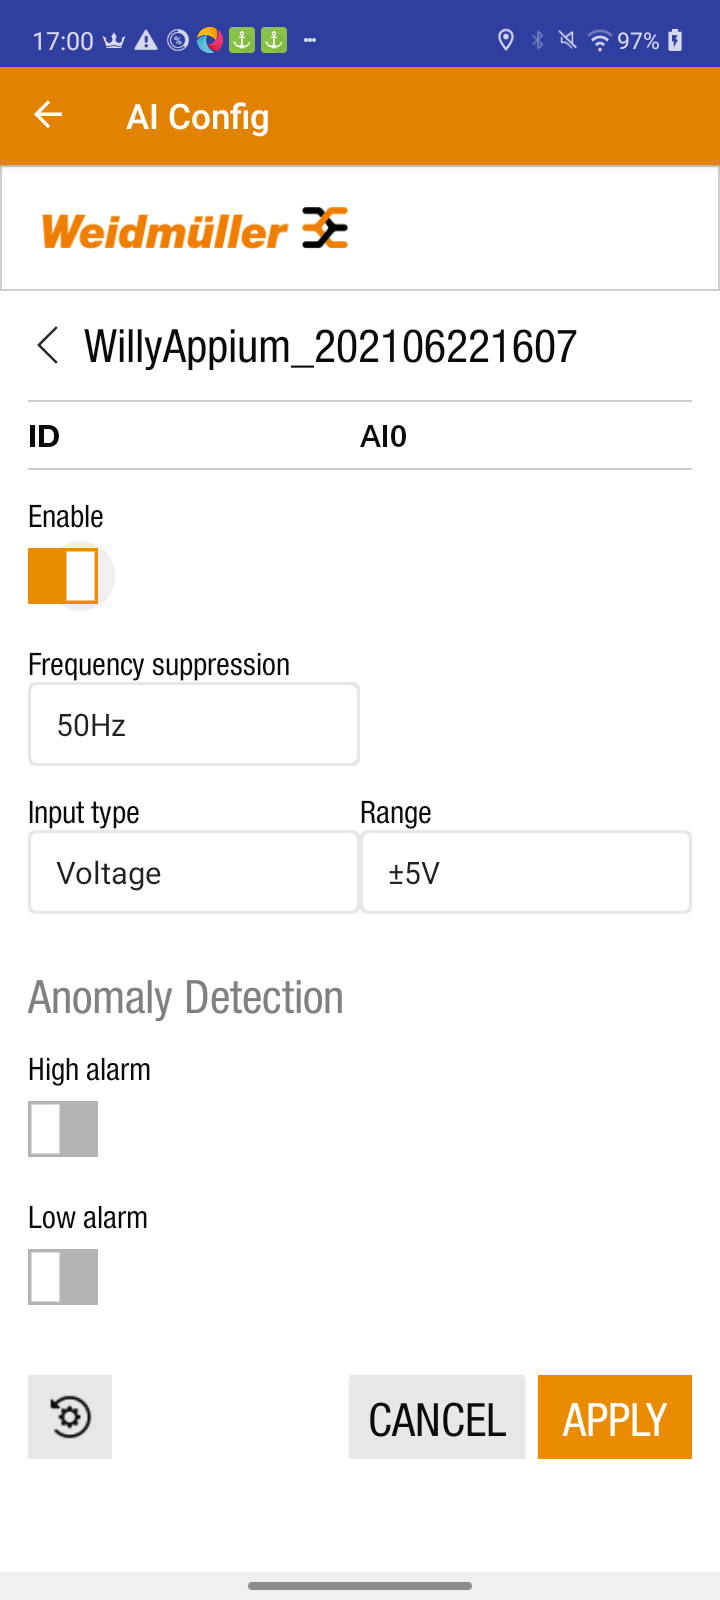 17:00 97%
AI Config
Weidmüller
WillyAppium_202106221607
ID AI0
Enable
Frequency suppression
50Hz
Input type Range
Voltage ±5V
Anomaly Detection
High alarm
Low alarm
CANCEL APPLY